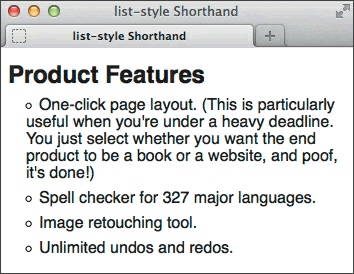 list-style Shorthand
list-style Shorthand
Product Features
One-click page layout. (This is particularly
useful when you're under a heavy deadline.
You just select whether you want the end
product to be a book or a website, and poof,
it's done!)
Spell checker for 327 major languages.
Image retouching tool.
Unlimited undos and redos.